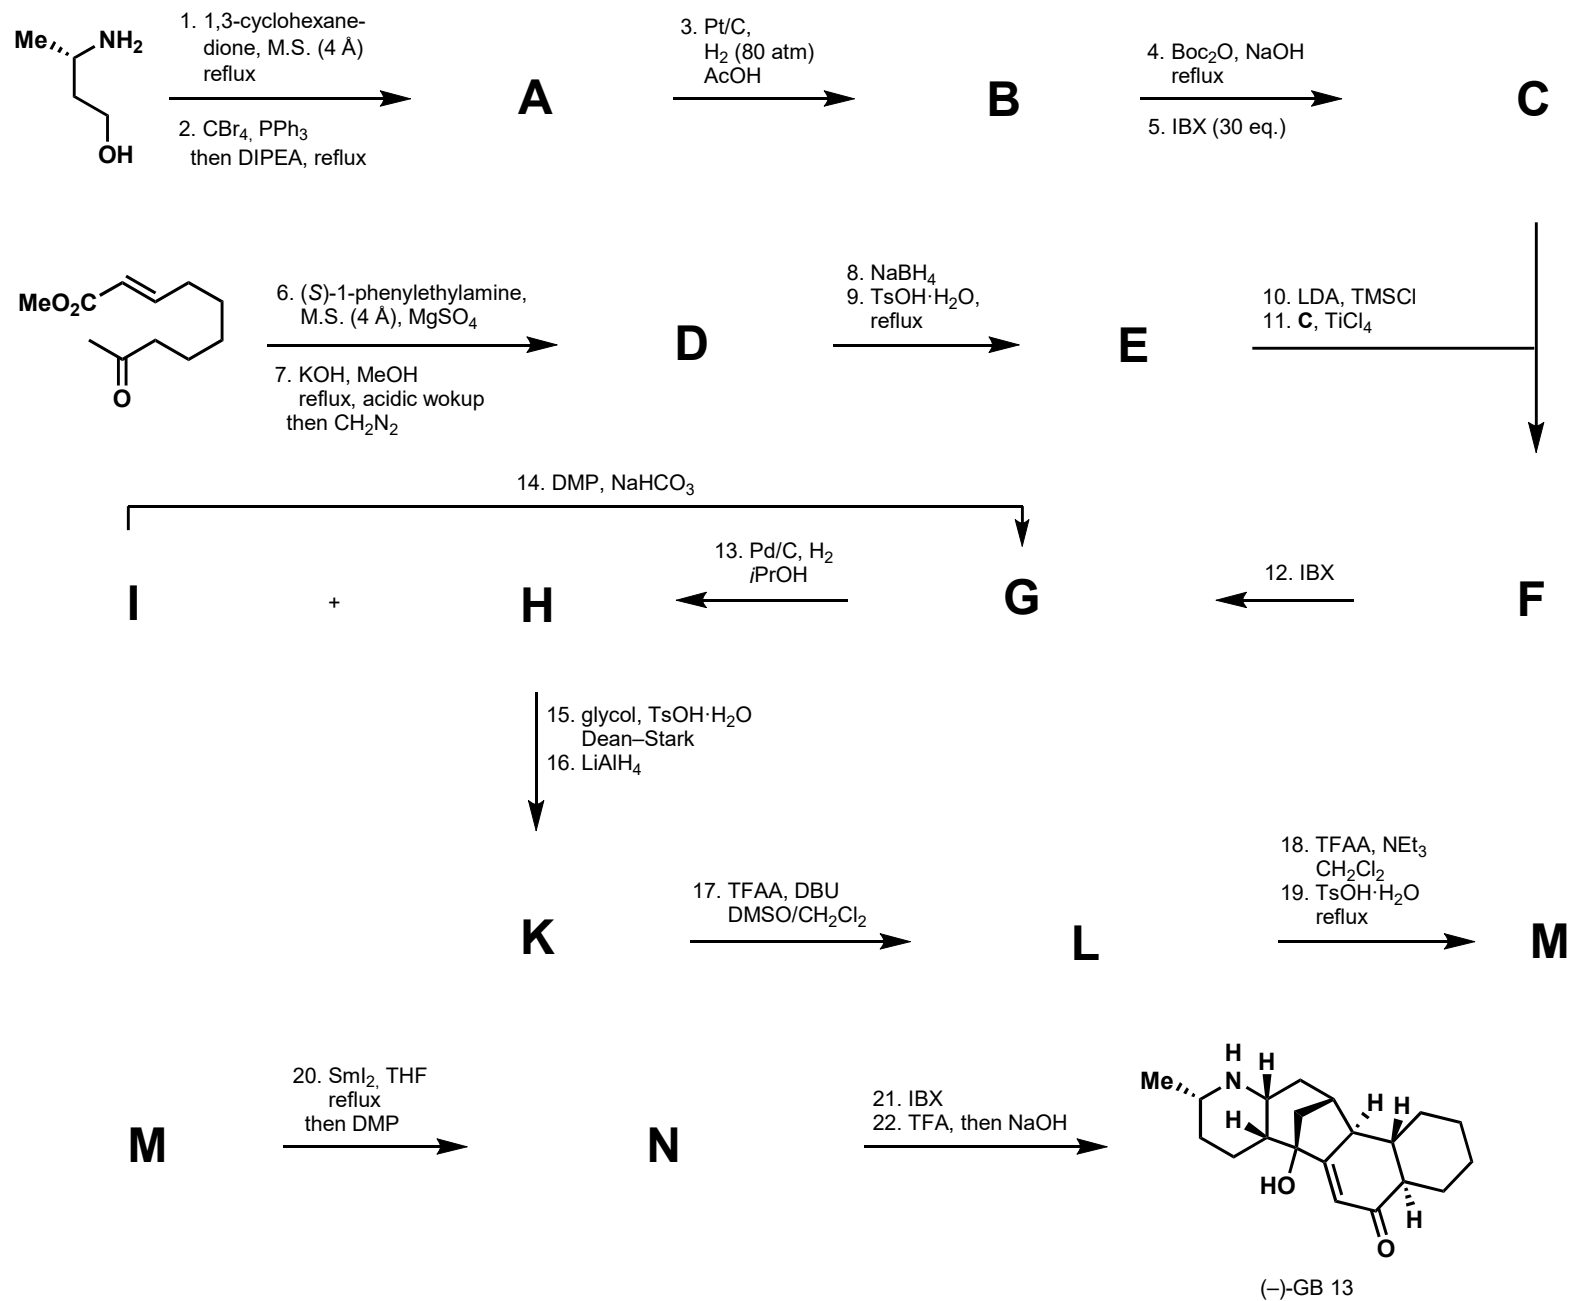 Me
NH2
OH
1. 1,3-cyclohexane-
dione, M.S. (4 Å)
reflux
2. CBr4, PPh3
then DIPEA, reflux
A
3. Pt/C,
H2 (80 atm)
AcOH
B
4. Boc2O, NaOH
reflux
5. IBX (30 eq.)
C
MeO2C
O
6. (S)-1-phenylethylamine,
M.S. (4 Å), MgSO4
7. KOH, MeOH
reflux, acidic wokup
then CH2N2
D
8. NaBH4
9. TsOH·H2O,
reflux
E
10. LDA, TMSCl
11. C, TiCl4
14. DMP, NaHCO3
I
+
H
13. Pd/C, H2
iPrOH
G
12. IBX
F
15. glycol, TsOH·H2O
Dean–Stark
16. LiAlH4
K
17. TFAA, DBU
DMSO/CH2Cl2
L
18. TFAA, NEt3
CH2Cl2
19. TsOH·H2O
reflux
M
M
20. SmI2, THF
reflux
then DMP
N
21. IBX
22. TFA, then NaOH
H
Me
N
H
H
H
H
HO
H
O
(–)-GB 13